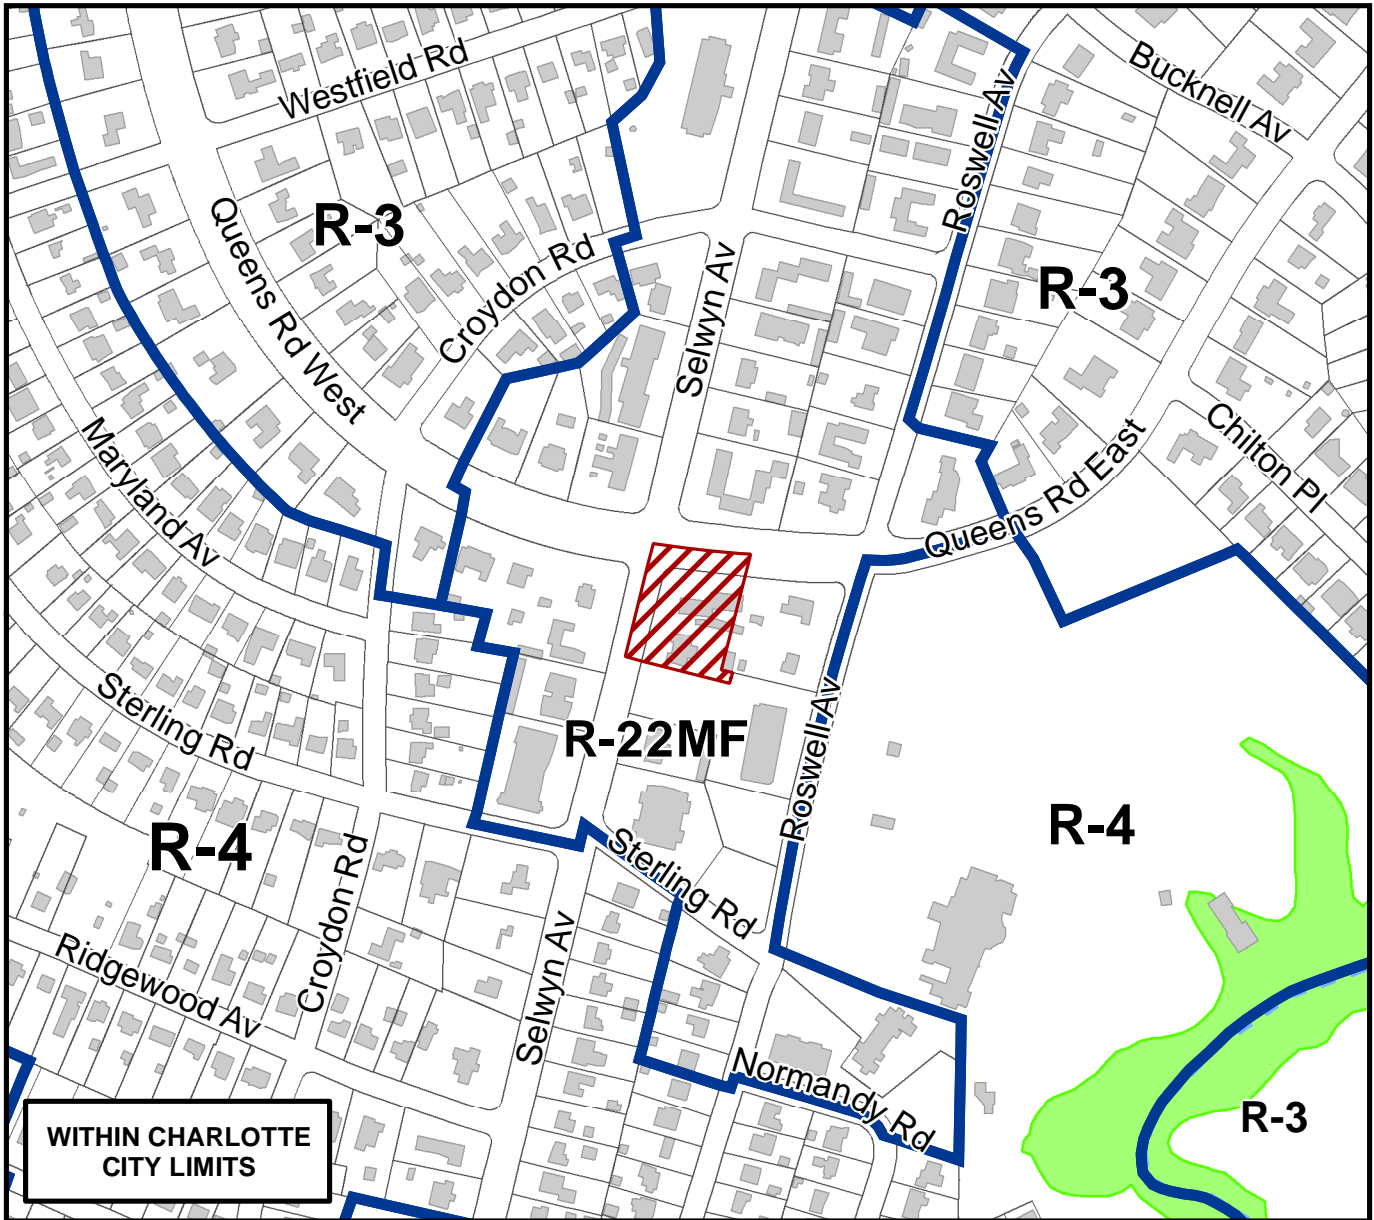 Westfield Rd
Bucknell Av
Roswell Av
R-3
Queens Rd West
Croydon Rd
Selwyn Av
R-3
Maryland Av
Chilton Pl
Queens Rd East
Sterling Rd
R-22MF
Roswell Av
R-4
R-4
Croydon Rd
Sterling Rd
Ridgewood Av
Selwyn Av
Normandy Rd
R-3
WITHIN CHARLOTTE
CITY LIMITS